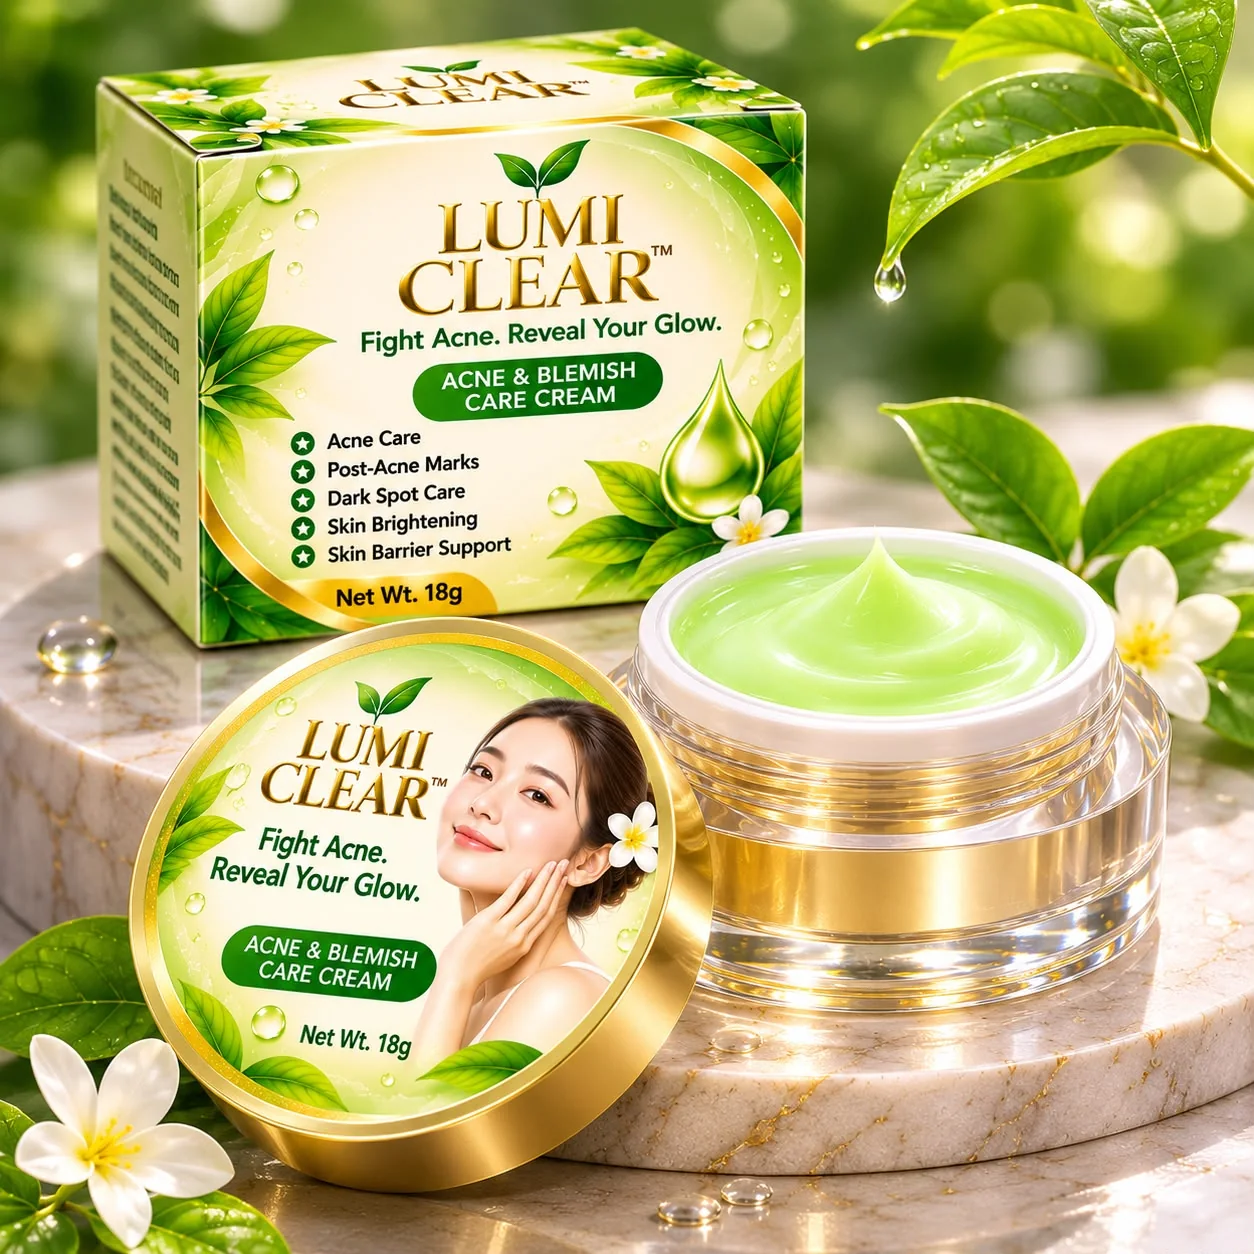 LUMI
CLEAR™
LUMI
CLEAR™
Fight Acne. Reveal Your Glow.
ACNE & BLEMISH
CARE CREAM
Acne Care
Post-Acne Marks
Dark Spot Care
Skin Brightening
Skin Barrier Support
Net Wt. 18g
LUMI
CLEAR™
Fight Acne.
Reveal Your Glow.
ACNE & BLEMISH
CARE CREAM
Net Wt. 18g